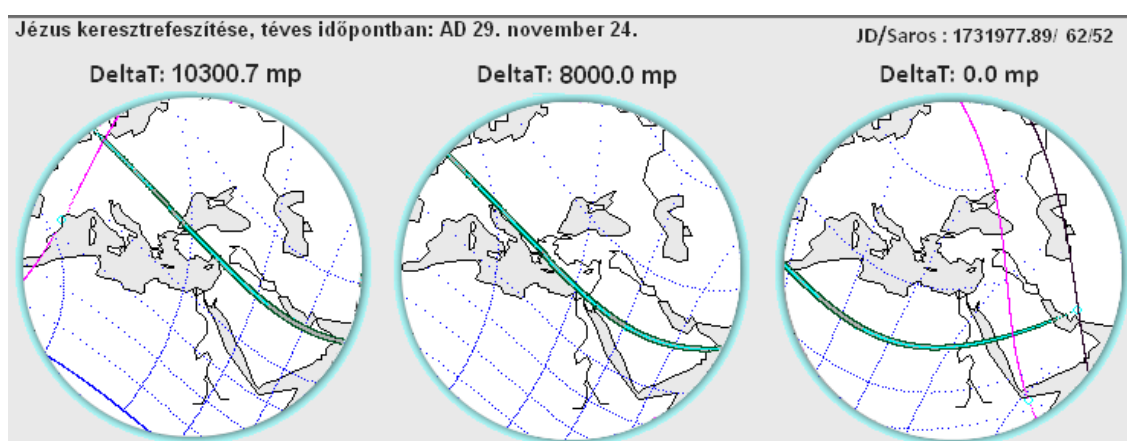 Jézus keresztrefeszítése, téves időpontban: AD 29. november 24.
JD/Saros : 1731977.89/ 62/52
DeltaT: 10300.7 mp
DeltaT: 8000.0 mp
DeltaT: 0.0 mp